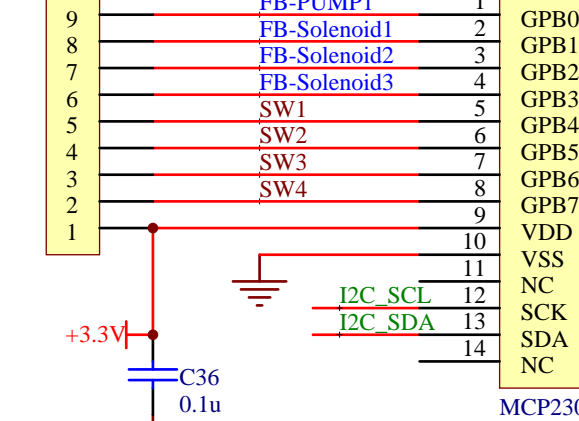 FB-PUMP1 1
9 GPB0
FB-Solenoid1 2
8 GPB1
FB-Solenoid2 3
7 GPB2
FB-Solenoid3 4
6 GPB3
SW1 5
5 GPB4
SW2 6
4 GPB5
SW3 7
3 GPB6
SW4 8
2 GPB7
9
1 VDD
10
VSS
11
NC
I2C_SCL 12
SCK
I2C_SDA 13
+3.3V SDA
14
NC
C36
0.1u MCP230